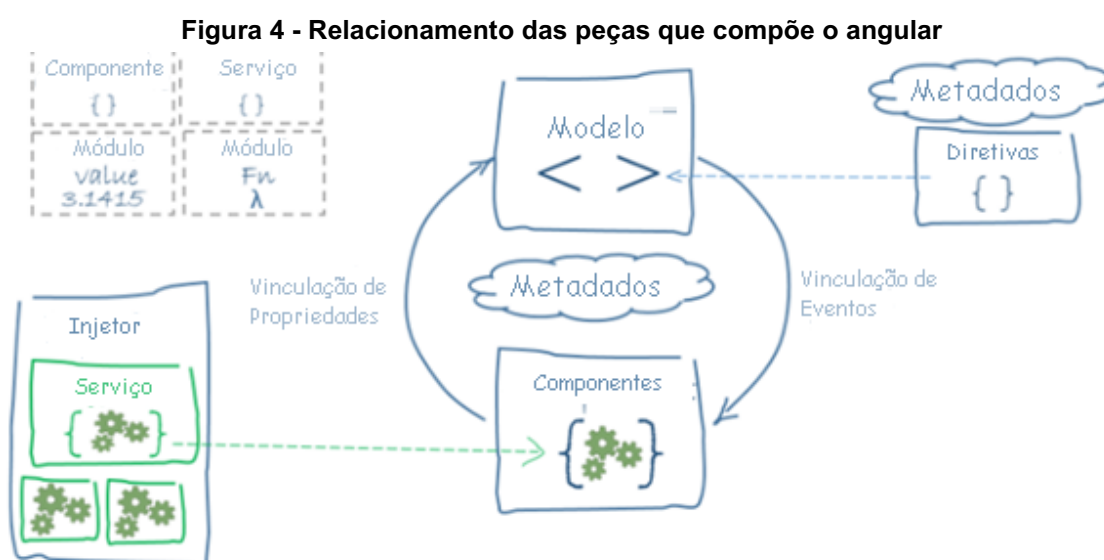 Figura 4 - Relacionamento das peças que compõe o angular
Componente
{ }
Serviço
{ }
Módulo
value
3.1415
Módulo
Fn
λ
Modelo
< >
Metadados
Diretivas
{ }
Vinculação de
Propriedades
Metadados
Vinculação de
Eventos
Injetor
Serviço
{ }
Componentes
{ }